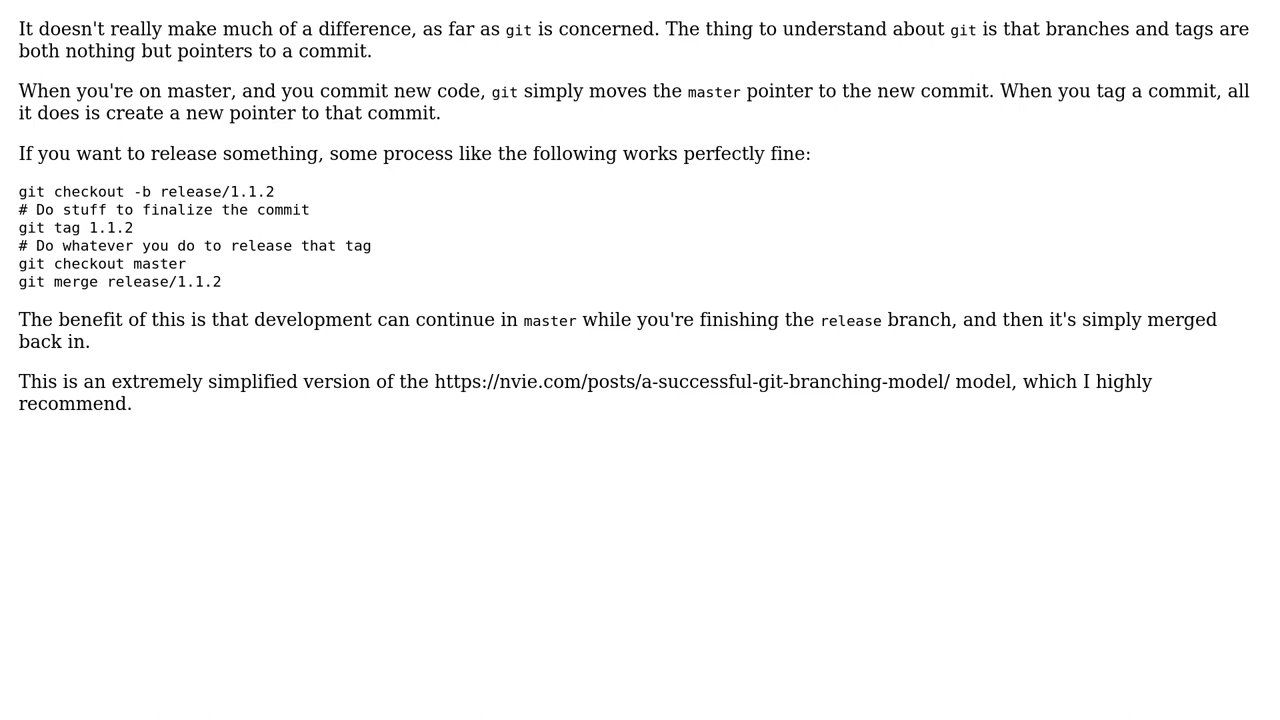 It doesn't really make much of a difference, as far as git is concerned. The thing to understand about git is that branches and tags are
both nothing but pointers to a commit.
When you're on master, and you commit new code, git simply moves the master pointer to the new commit. When you tag a commit, all
it does is create a new pointer to that commit.
If you want to release something, some process like the following works perfectly fine:
git checkout -b release/1.1.2
# Do stuff to finalize the commit
git tag 1.1.2
# Do whatever you do to release that tag
git checkout master
git merge release/1.1.2
The benefit of this is that development can continue in master while you're finishing the release branch, and then it's simply merged
back in.
This is an extremely simplified version of the https://nvie.com/posts/a-successful-git-branching-model/ model, which I highly
recommend.